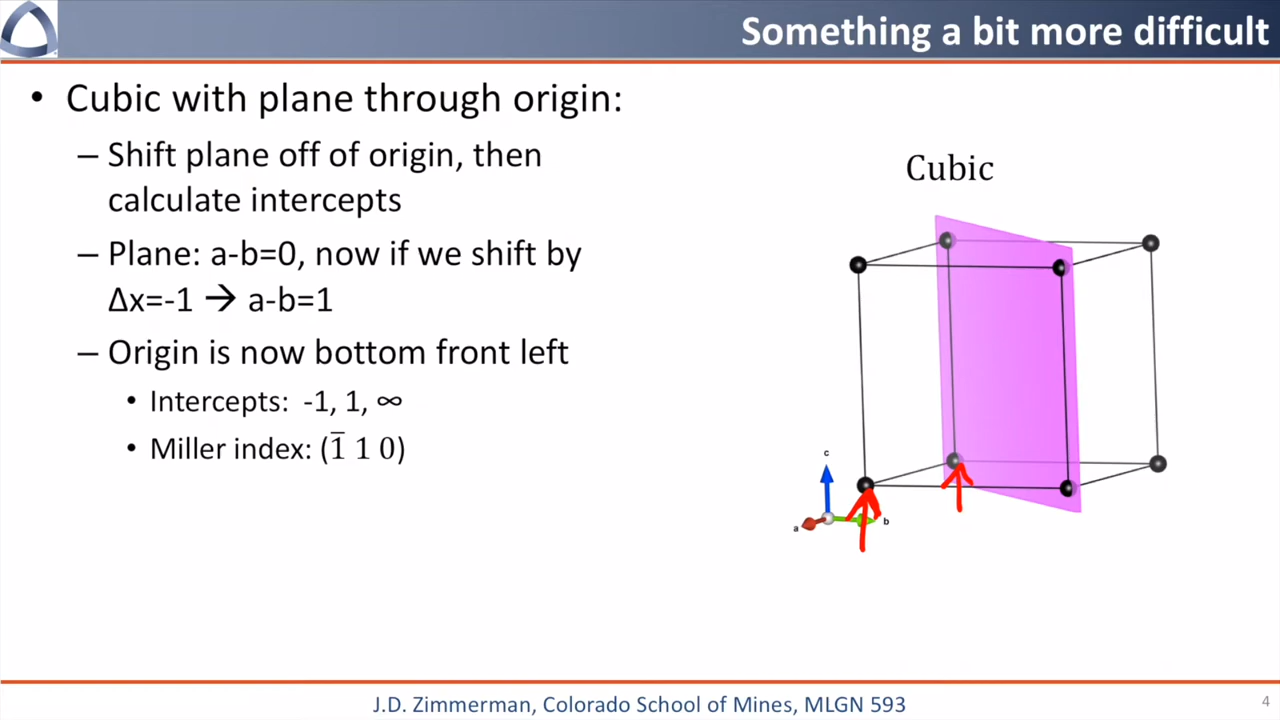 Something a bit more difficult
• Cubic with plane through origin:
– Shift plane off of origin, then
calculate intercepts
– Plane: a-b=0, now if we shift by
Δx=-1 → a-b=1
– Origin is now bottom front left
• Intercepts: -1, 1, ∞
• Miller index: (1̅ 1 0)
Cubic
c
a
b
J.D. Zimmerman, Colorado School of Mines, MLGN 593
4